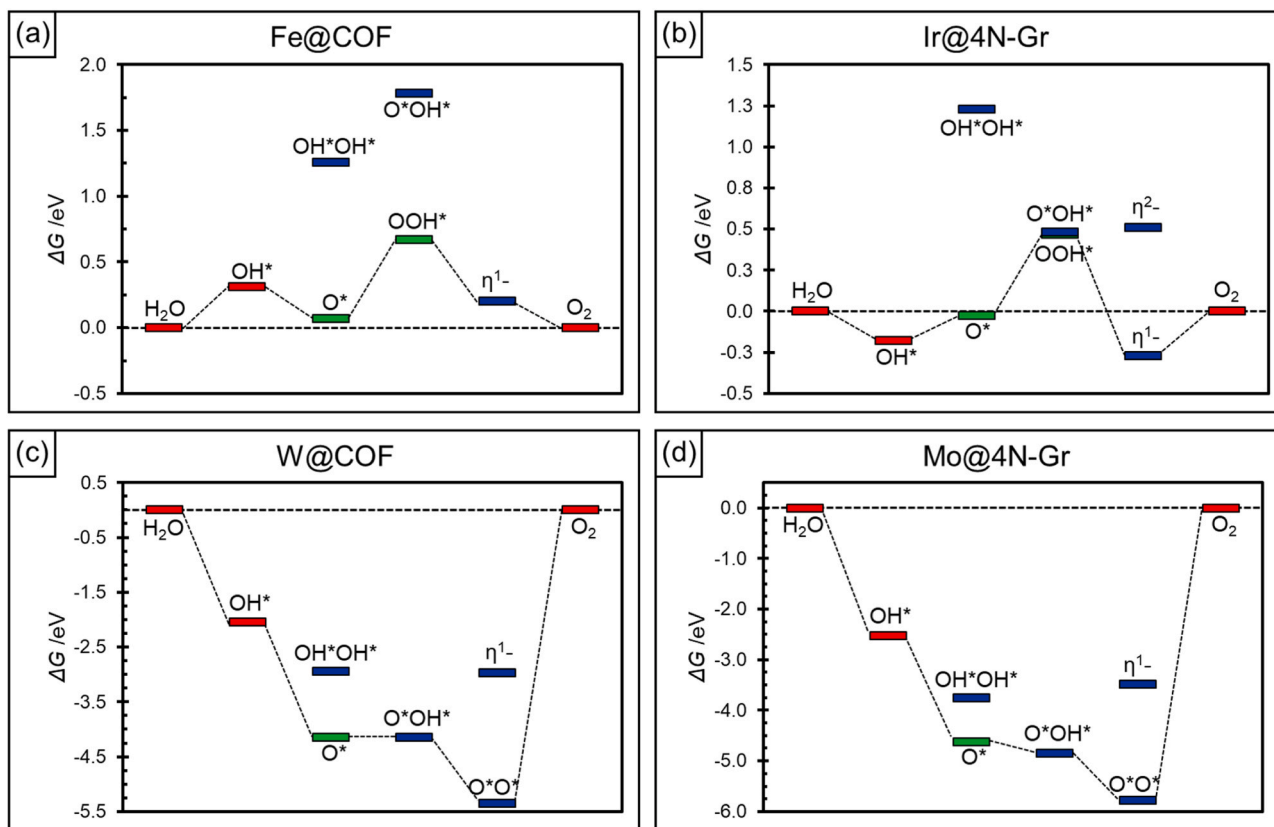 (a)
Fe@COF
2.0
1.5
1.0
0.5
0.0
-0.5
ΔG /eV
H₂O
OH*
OH*OH*
O*
O*OH*
OOH*
η¹-
O₂
(b)
Ir@4N-Gr
1.5
1.3
1.0
0.8
0.5
0.3
0.0
-0.3
-0.5
ΔG /eV
H₂O
OH*
OH*OH*
O*
O*OH*
OOH*
η²-
η¹-
O₂
(c)
W@COF
0.5
-0.5
-1.5
-2.5
-3.5
-4.5
-5.5
ΔG /eV
H₂O
OH*
OH*OH*
O*
O*OH*
η¹-
O*O*
O₂
(d)
Mo@4N-Gr
0.0
-1.0
-2.0
-3.0
-4.0
-5.0
-6.0
ΔG /eV
H₂O
OH*
OH*OH*
O*
O*OH*
η¹-
O*O*
O₂